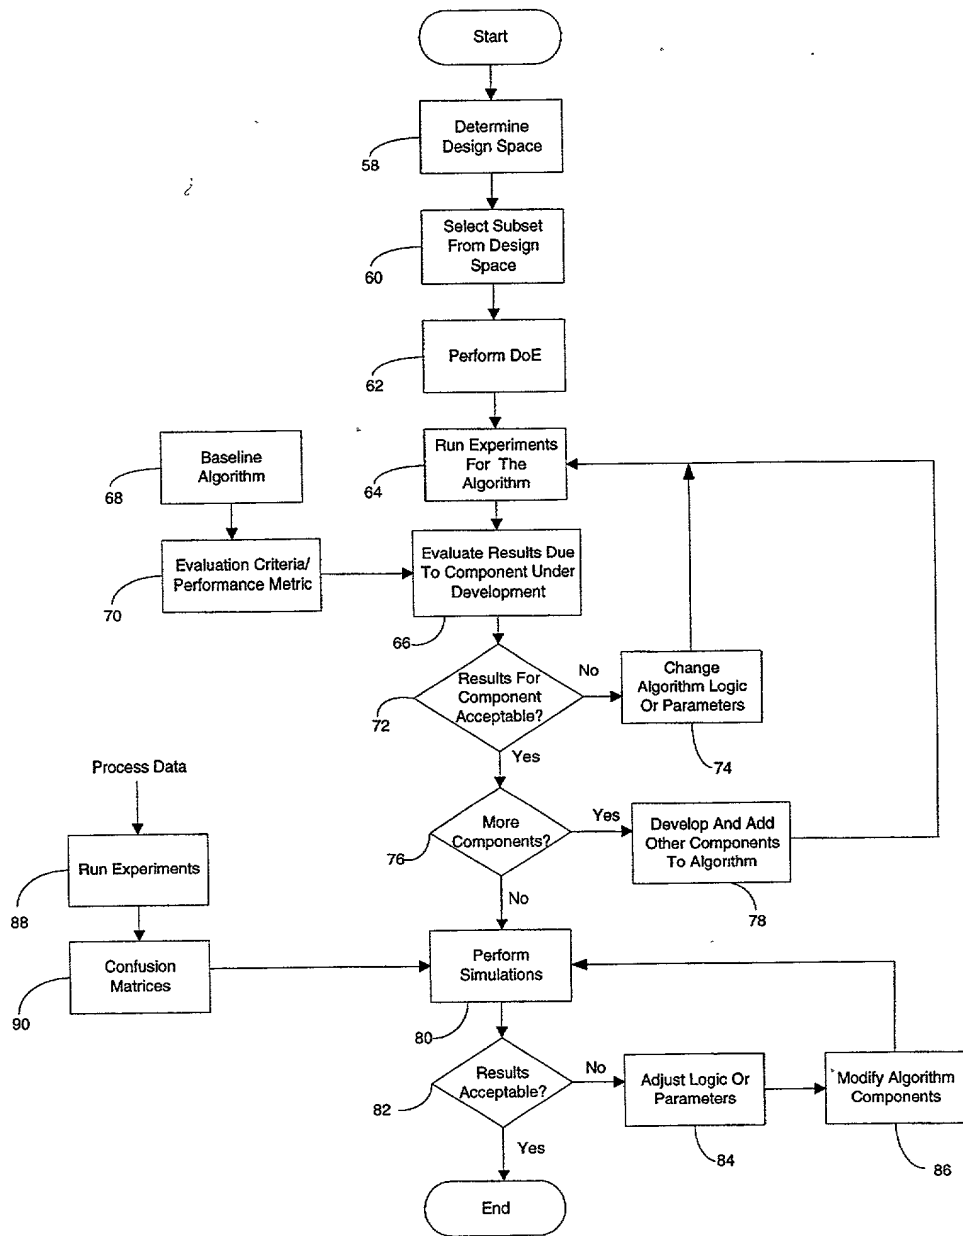 Start
Determine
Design Space
58
Select Subset
From Design
Space
60
Perform DoE
62
Run Experiments
For The
Algorithm
64
Baseline
Algorithm
68
Evaluation Criteria/
Performance Metric
70
Evaluate Results Due
To Component Under
Development
66
Results For
Component
Acceptable?
72
No
Change
Algorithm Logic
Or Parameters
74
Yes
Process Data
More
Components?
76
Yes
Develop And Add
Other Components
To Algorithm
78
Run Experiments
88
No
Confusion
Matrices
90
Perform
Simulations
80
Results
Acceptable?
82
No
Adjust Logic Or
Parameters
84
Modify Algorithm
Components
86
Yes
End